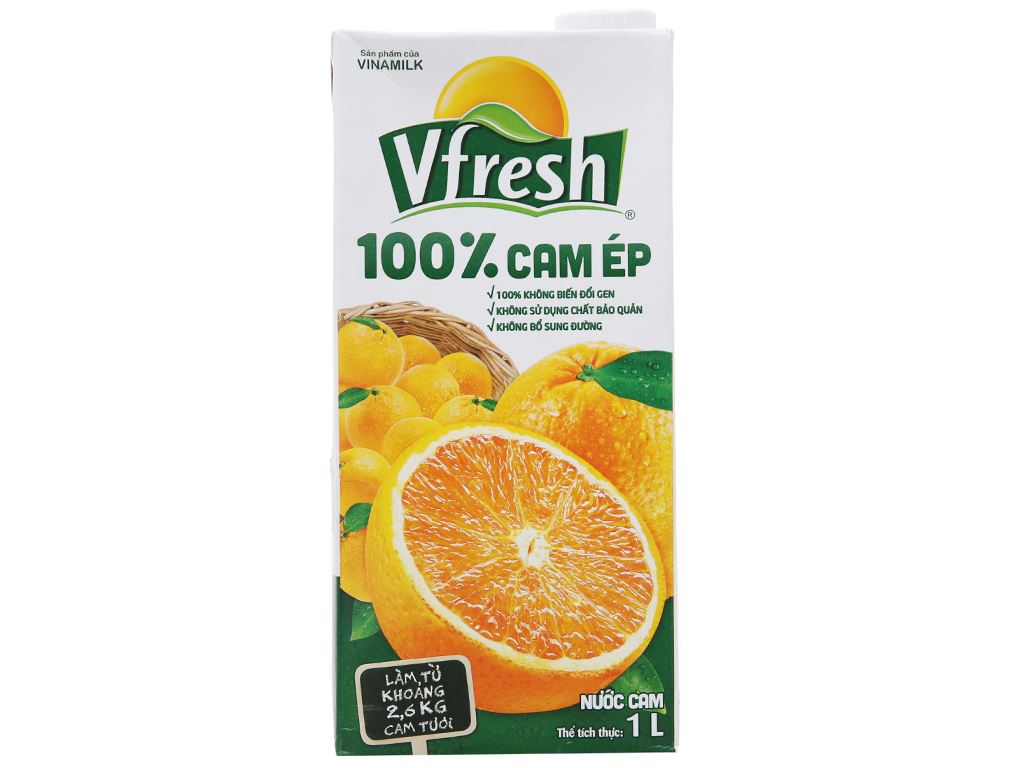 Sản phẩm của
VINAMILK
Vfresh
®
100% CAM ÉP
√ 100% KHÔNG BIẾN ĐỔI GEN
√ KHÔNG SỬ DỤNG CHẤT BẢO QUẢN
√ KHÔNG BỔ SUNG ĐƯỜNG
LÀM TỪ
KHOẢNG
2,6 KG
CAM TƯƠI
NƯỚC CAM
Thể tích thực: 1 L